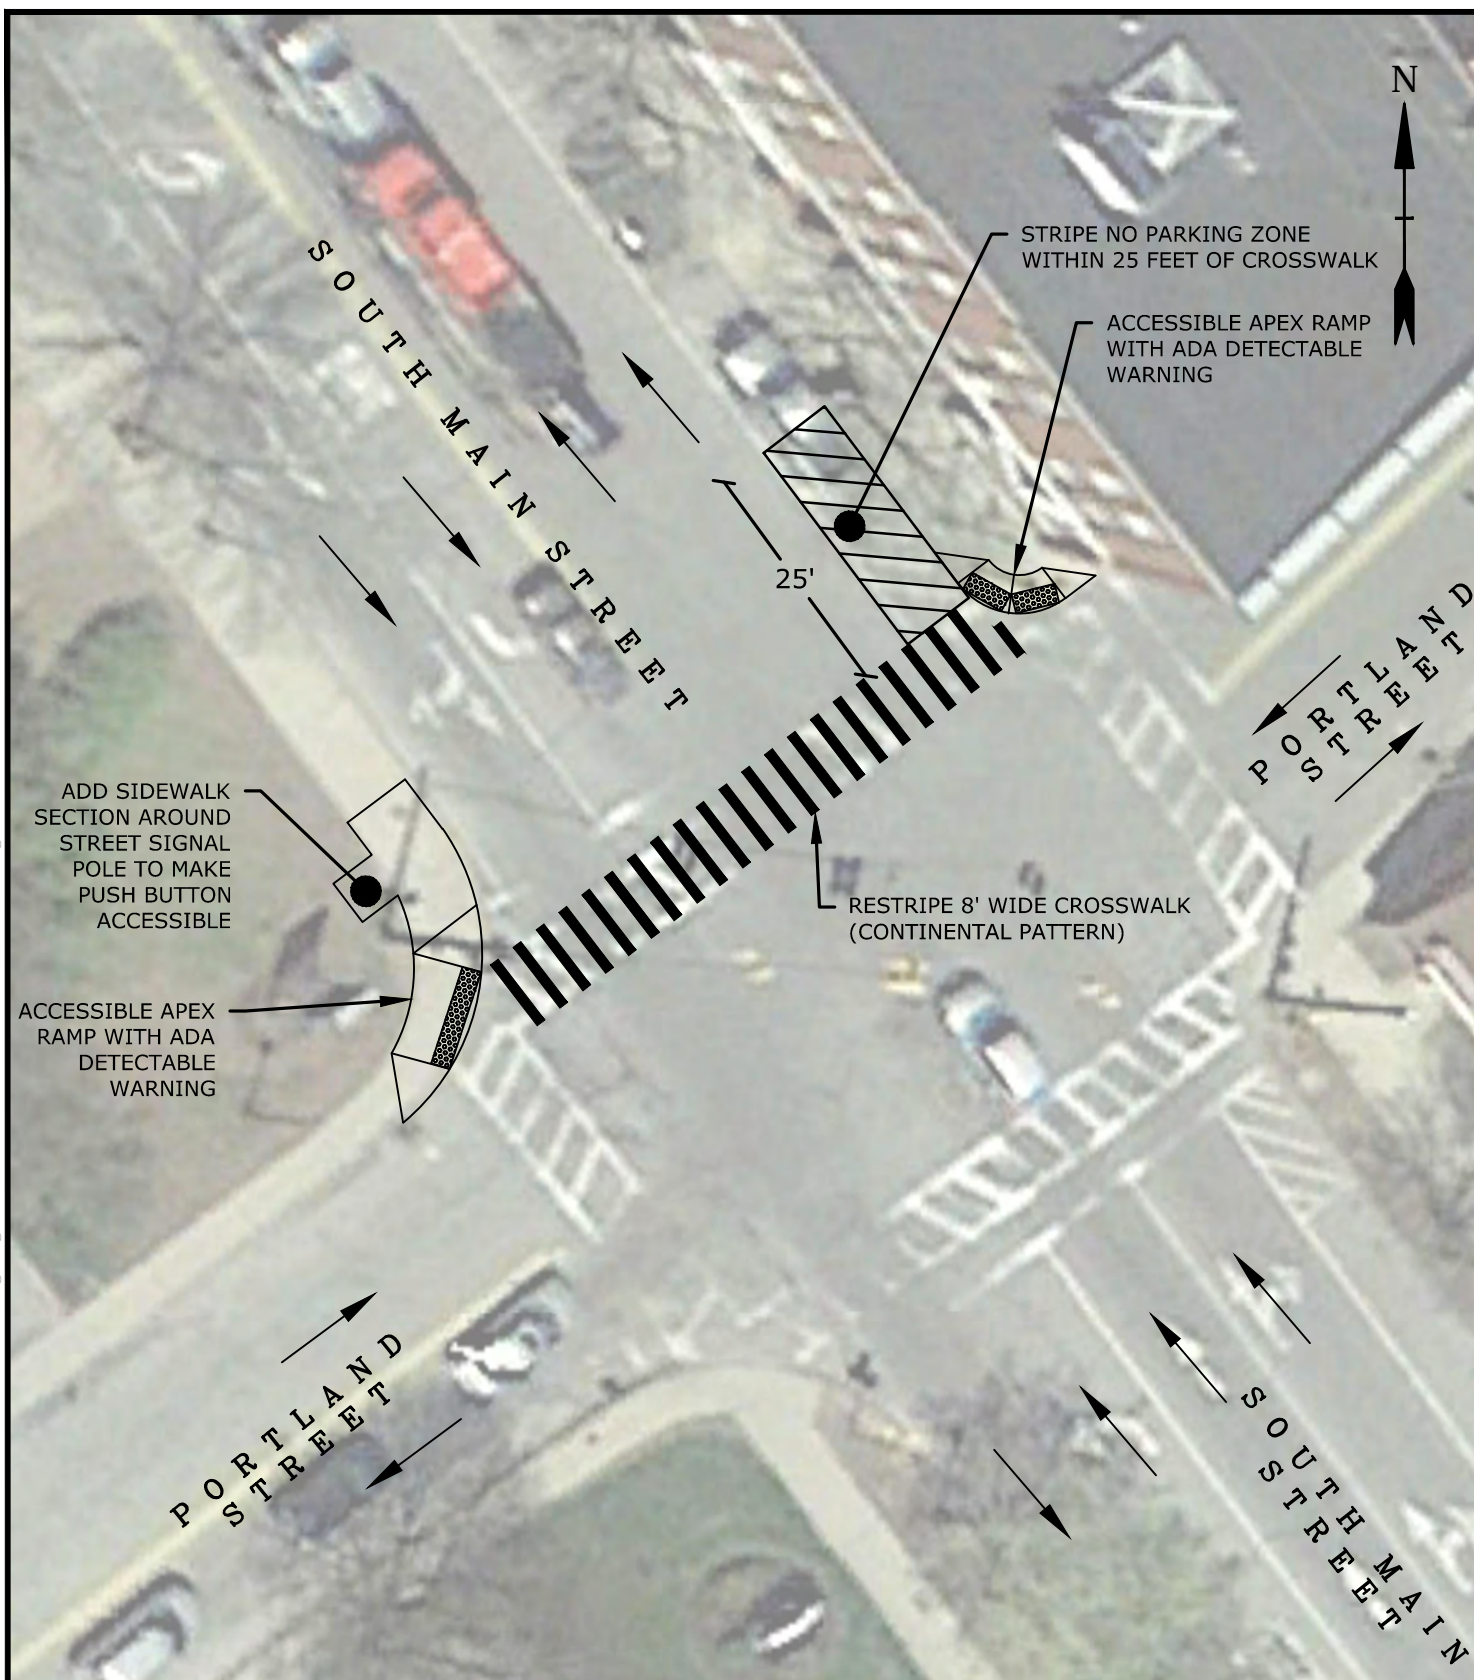 N
STRIPE NO PARKING ZONE
WITHIN 25 FEET OF CROSSWALK
ACCESSIBLE APEX RAMP
WITH ADA DETECTABLE
WARNING
SOUTH MAIN STREET
25'
PORTLAND
STREET
ADD SIDEWALK
SECTION AROUND
STREET SIGNAL
POLE TO MAKE
PUSH BUTTON
ACCESSIBLE
RESTRIPE 8' WIDE CROSSWALK
(CONTINENTAL PATTERN)
ACCESSIBLE APEX
RAMP WITH ADA
DETECTABLE
WARNING
PORTLAND
STREET
SOUTH MAIN
STREET